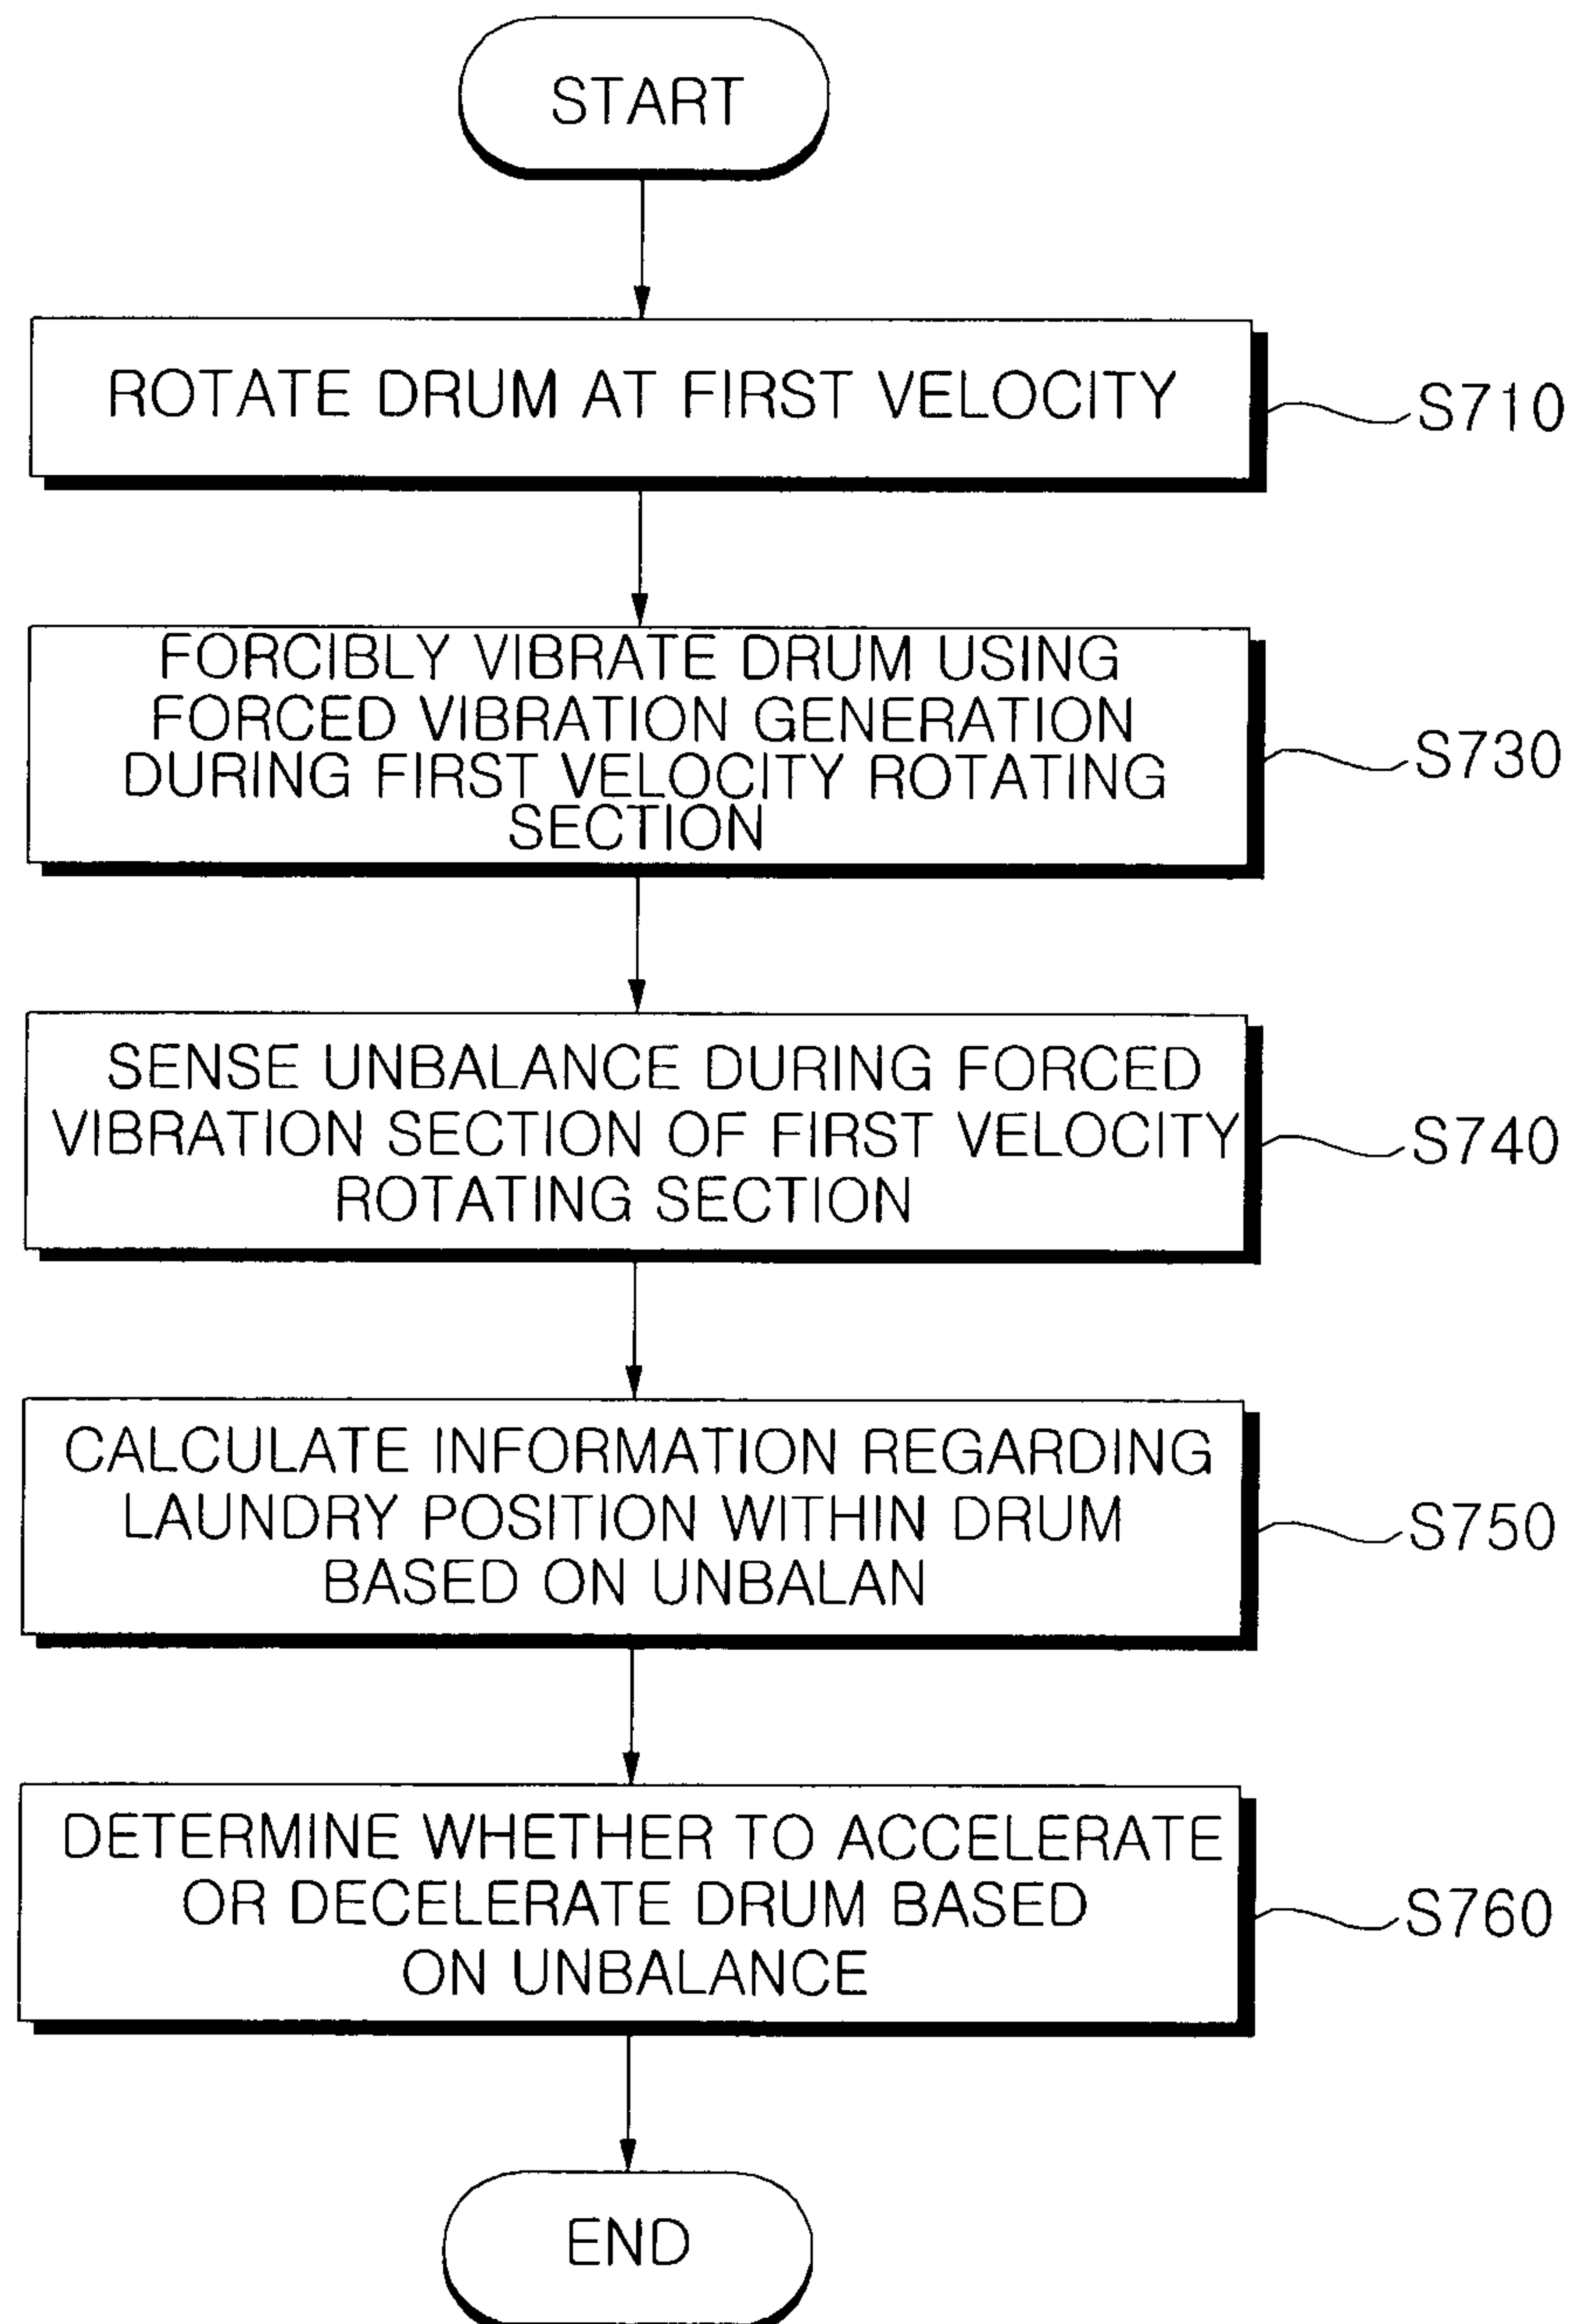 START
ROTATE DRUM AT FIRST VELOCITY
S710
FORCIBLY VIBRATE DRUM USING
FORCED VIBRATION GENERATION
DURING FIRST VELOCITY ROTATING
SECTION
S730
SENSE UNBALANCE DURING FORCED
VIBRATION SECTION OF FIRST VELOCITY
ROTATING SECTION
S740
CALCULATE INFORMATION REGARDING
LAUNDRY POSITION WITHIN DRUM
BASED ON UNBALAN
S750
DETERMINE WHETHER TO ACCELERATE
OR DECELERATE DRUM BASED
ON UNBALANCE
S760
END